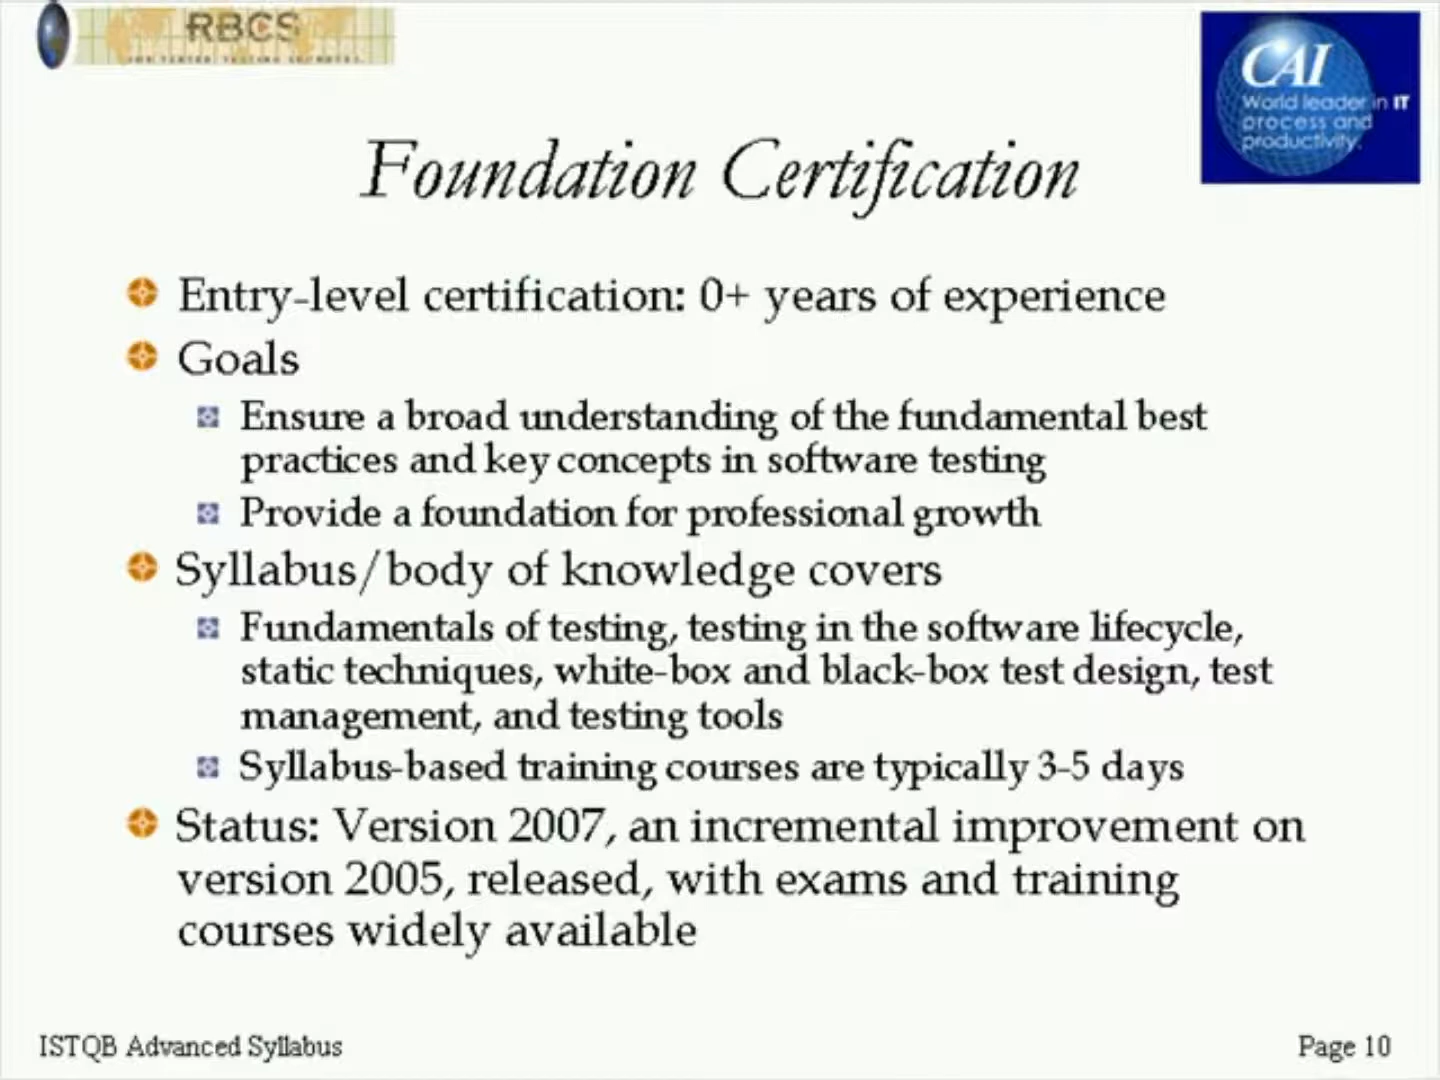 RBCS
CAI
World leader in IT
process and
productivity.
Foundation Certification
Entry-level certification: 0+ years of experience
Goals
Ensure a broad understanding of the fundamental best
practices and key concepts in software testing
Provide a foundation for professional growth
Syllabus/body of knowledge covers
Fundamentals of testing, testing in the software lifecycle,
static techniques, white-box and black-box test design, test
management, and testing tools
Syllabus-based training courses are typically 3-5 days
Status: Version 2007, an incremental improvement on
version 2005, released, with exams and training
courses widely available
ISTQB Advanced Syllabus
Page 10